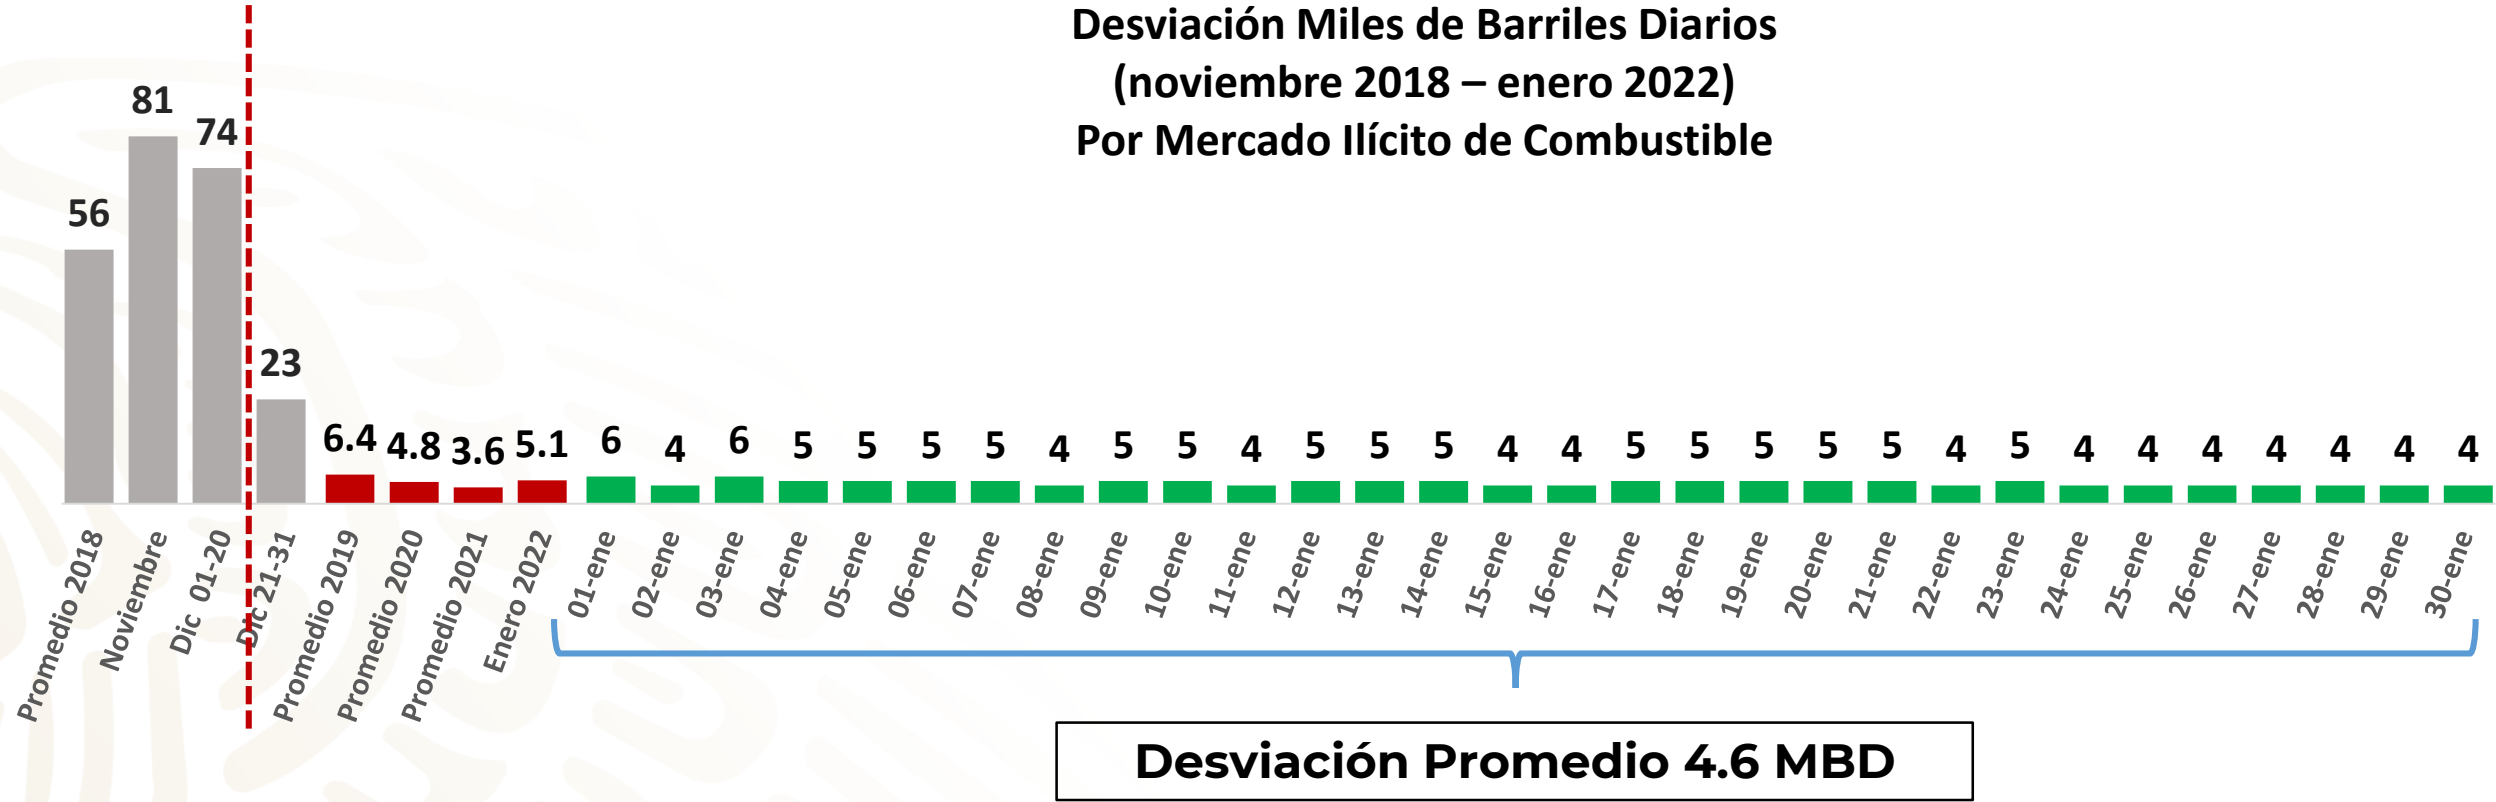 Desviación Miles de Barriles Diarios
(noviembre 2018 – enero 2022)
Por Mercado Ilícito de Combustible
56
81
74
23
6.4
4.8
3.6
5.1
6
4
6
5
5
5
5
4
5
5
4
5
5
5
4
4
5
5
5
5
5
4
5
4
4
4
4
4
4
4
Promedio 2018
Noviembre
Dic 01-20
Dic 21-31
Promedio 2019
Promedio 2020
Promedio 2021
Enero 2022
01-ene
02-ene
03-ene
04-ene
05-ene
06-ene
07-ene
08-ene
09-ene
10-ene
11-ene
12-ene
13-ene
14-ene
15-ene
16-ene
17-ene
18-ene
19-ene
20-ene
21-ene
22-ene
23-ene
24-ene
25-ene
26-ene
27-ene
28-ene
29-ene
30-ene
Desviación Promedio 4.6 MBD